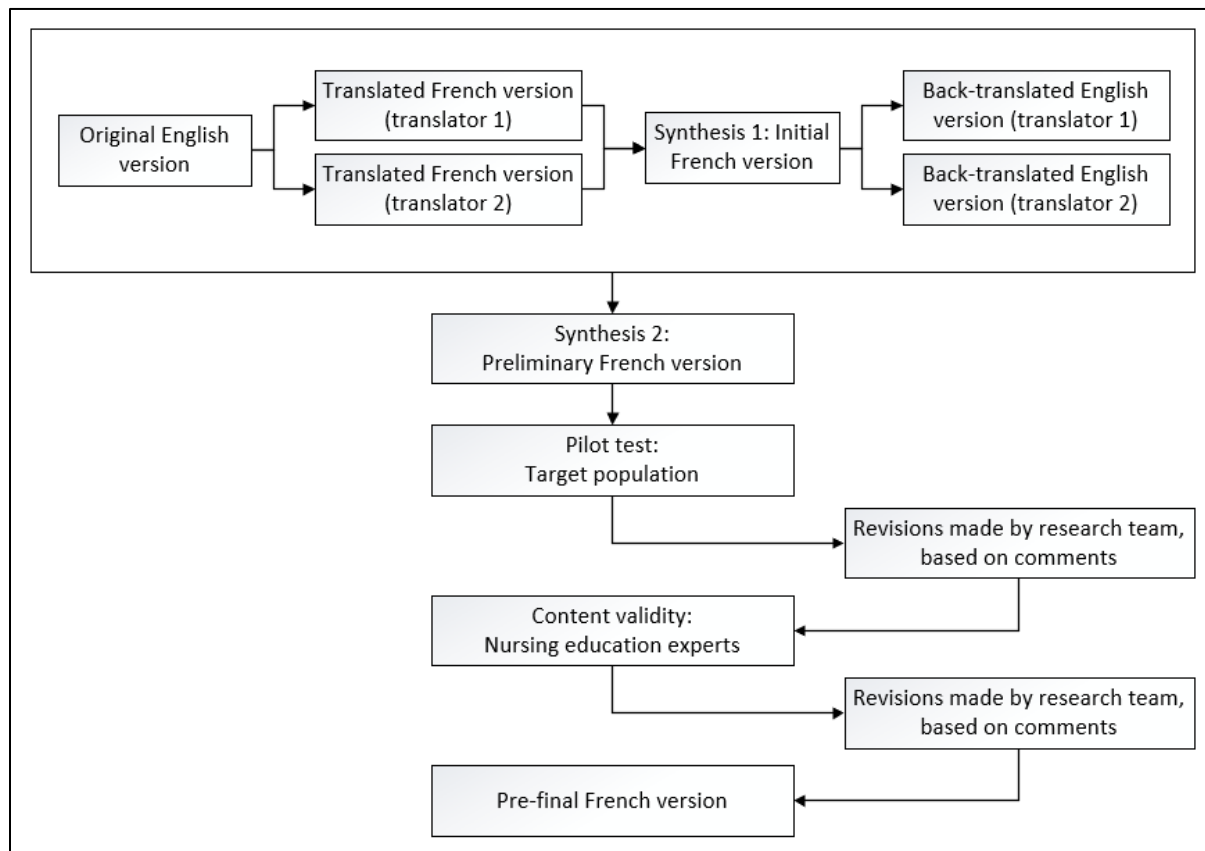 Original English
version
Translated French version
(translator 1)
Translated French version
(translator 2)
Synthesis 1: Initial
French version
Back-translated English
version (translator 1)
Back-translated English
version (translator 2)
Synthesis 2:
Preliminary French version
Pilot test:
Target population
Revisions made by research team,
based on comments
Content validity:
Nursing education experts
Revisions made by research team,
based on comments
Pre-final French version